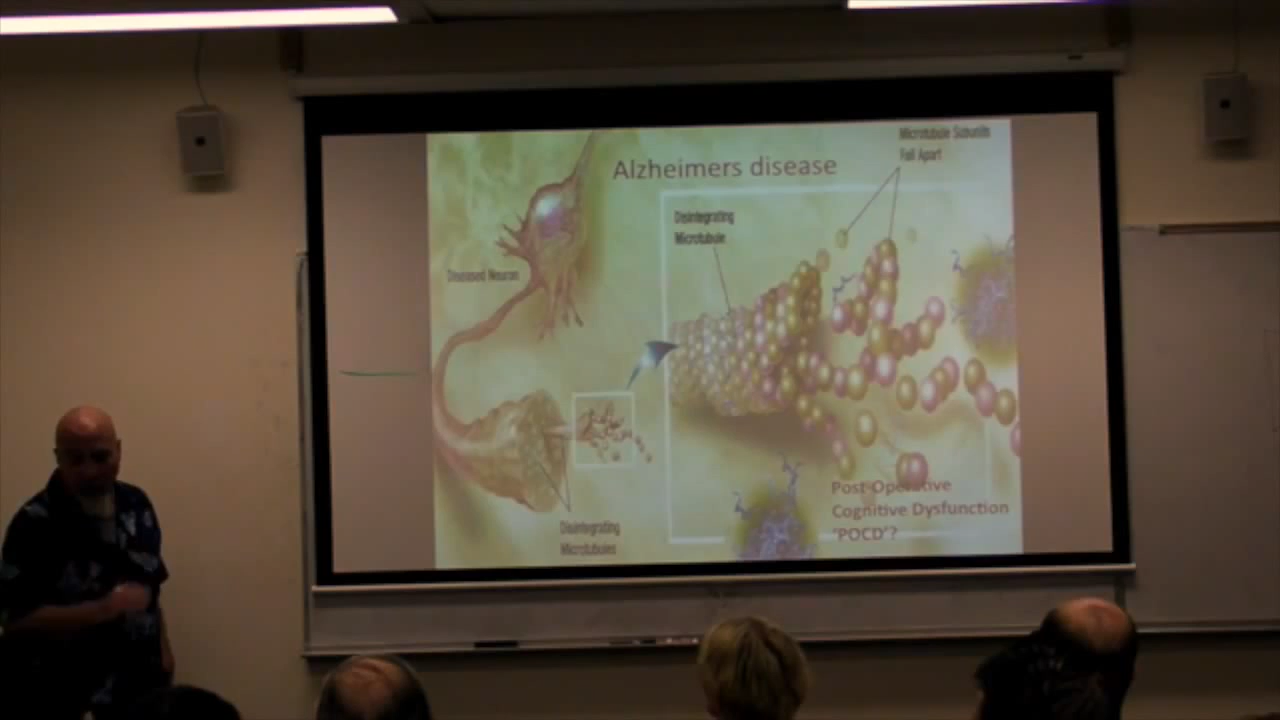 Microtubule Subunits
Fall Apart
Alzheimers disease
Disintegrating
Microtubule
Diseased Neuron
Post-Operative
Cognitive Dysfunction
'POCD'?
Disintegrating
Microtubules